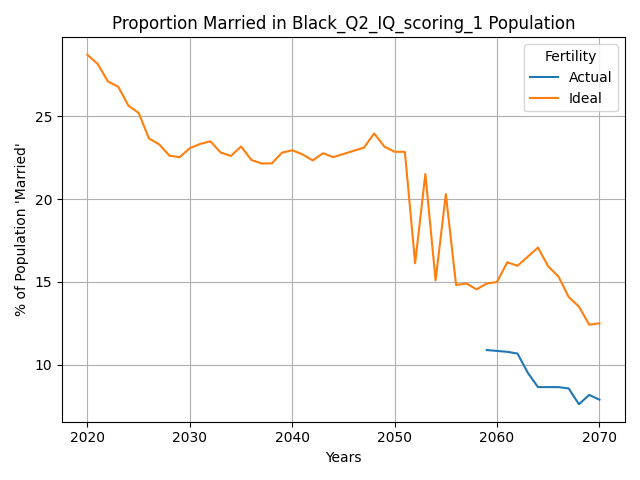 Proportion Married in Black_Q2_IQ_scoring_1 Population
Fertility
Actual
Ideal
% of Population 'Married'
25
20
15
10
2020 2030 2040 2050 2060 2070
Years